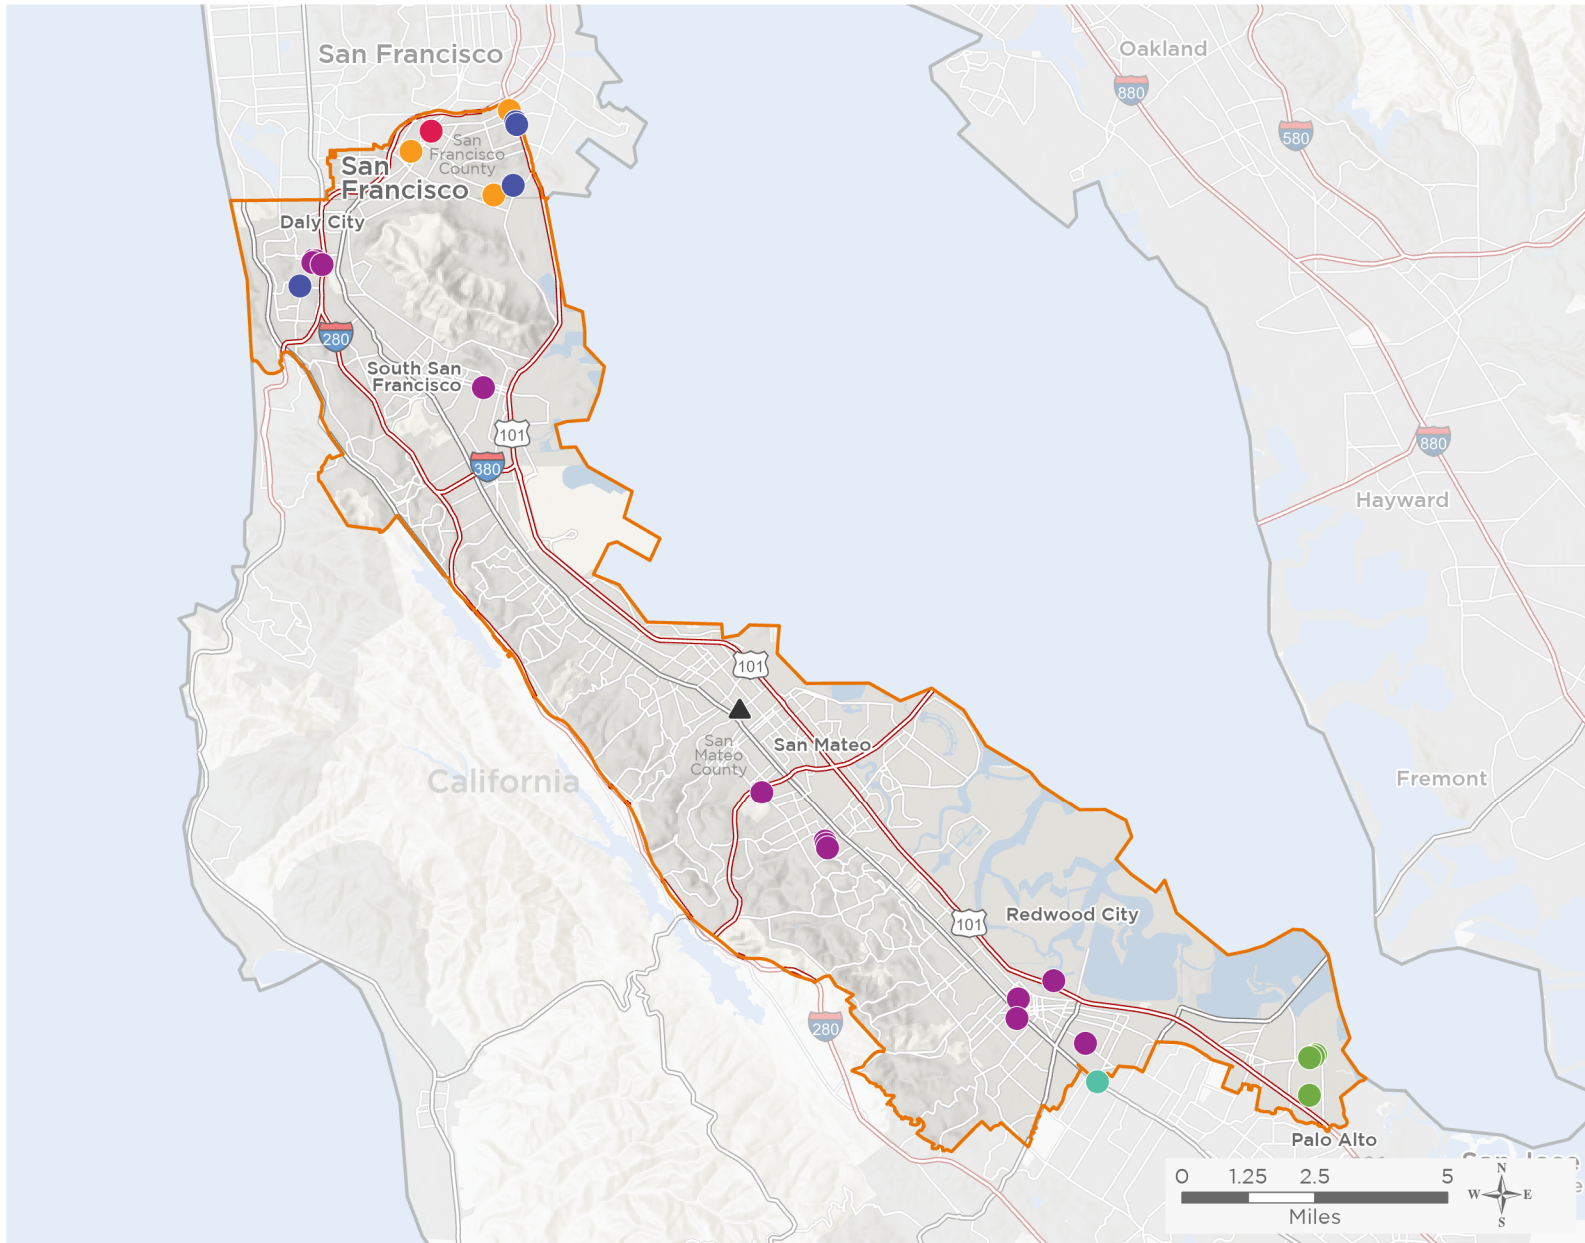 San Francisco
Oakland
880
580
San
Francisco
County
San
Francisco
Daly City
280
South San
Francisco
101
380
880
Hayward
101
San
Mateo
County
San Mateo
California
Fremont
Redwood City
101
280
Palo Alto
San Jose
0 1.25 2.5 5
Miles
N
W E
S